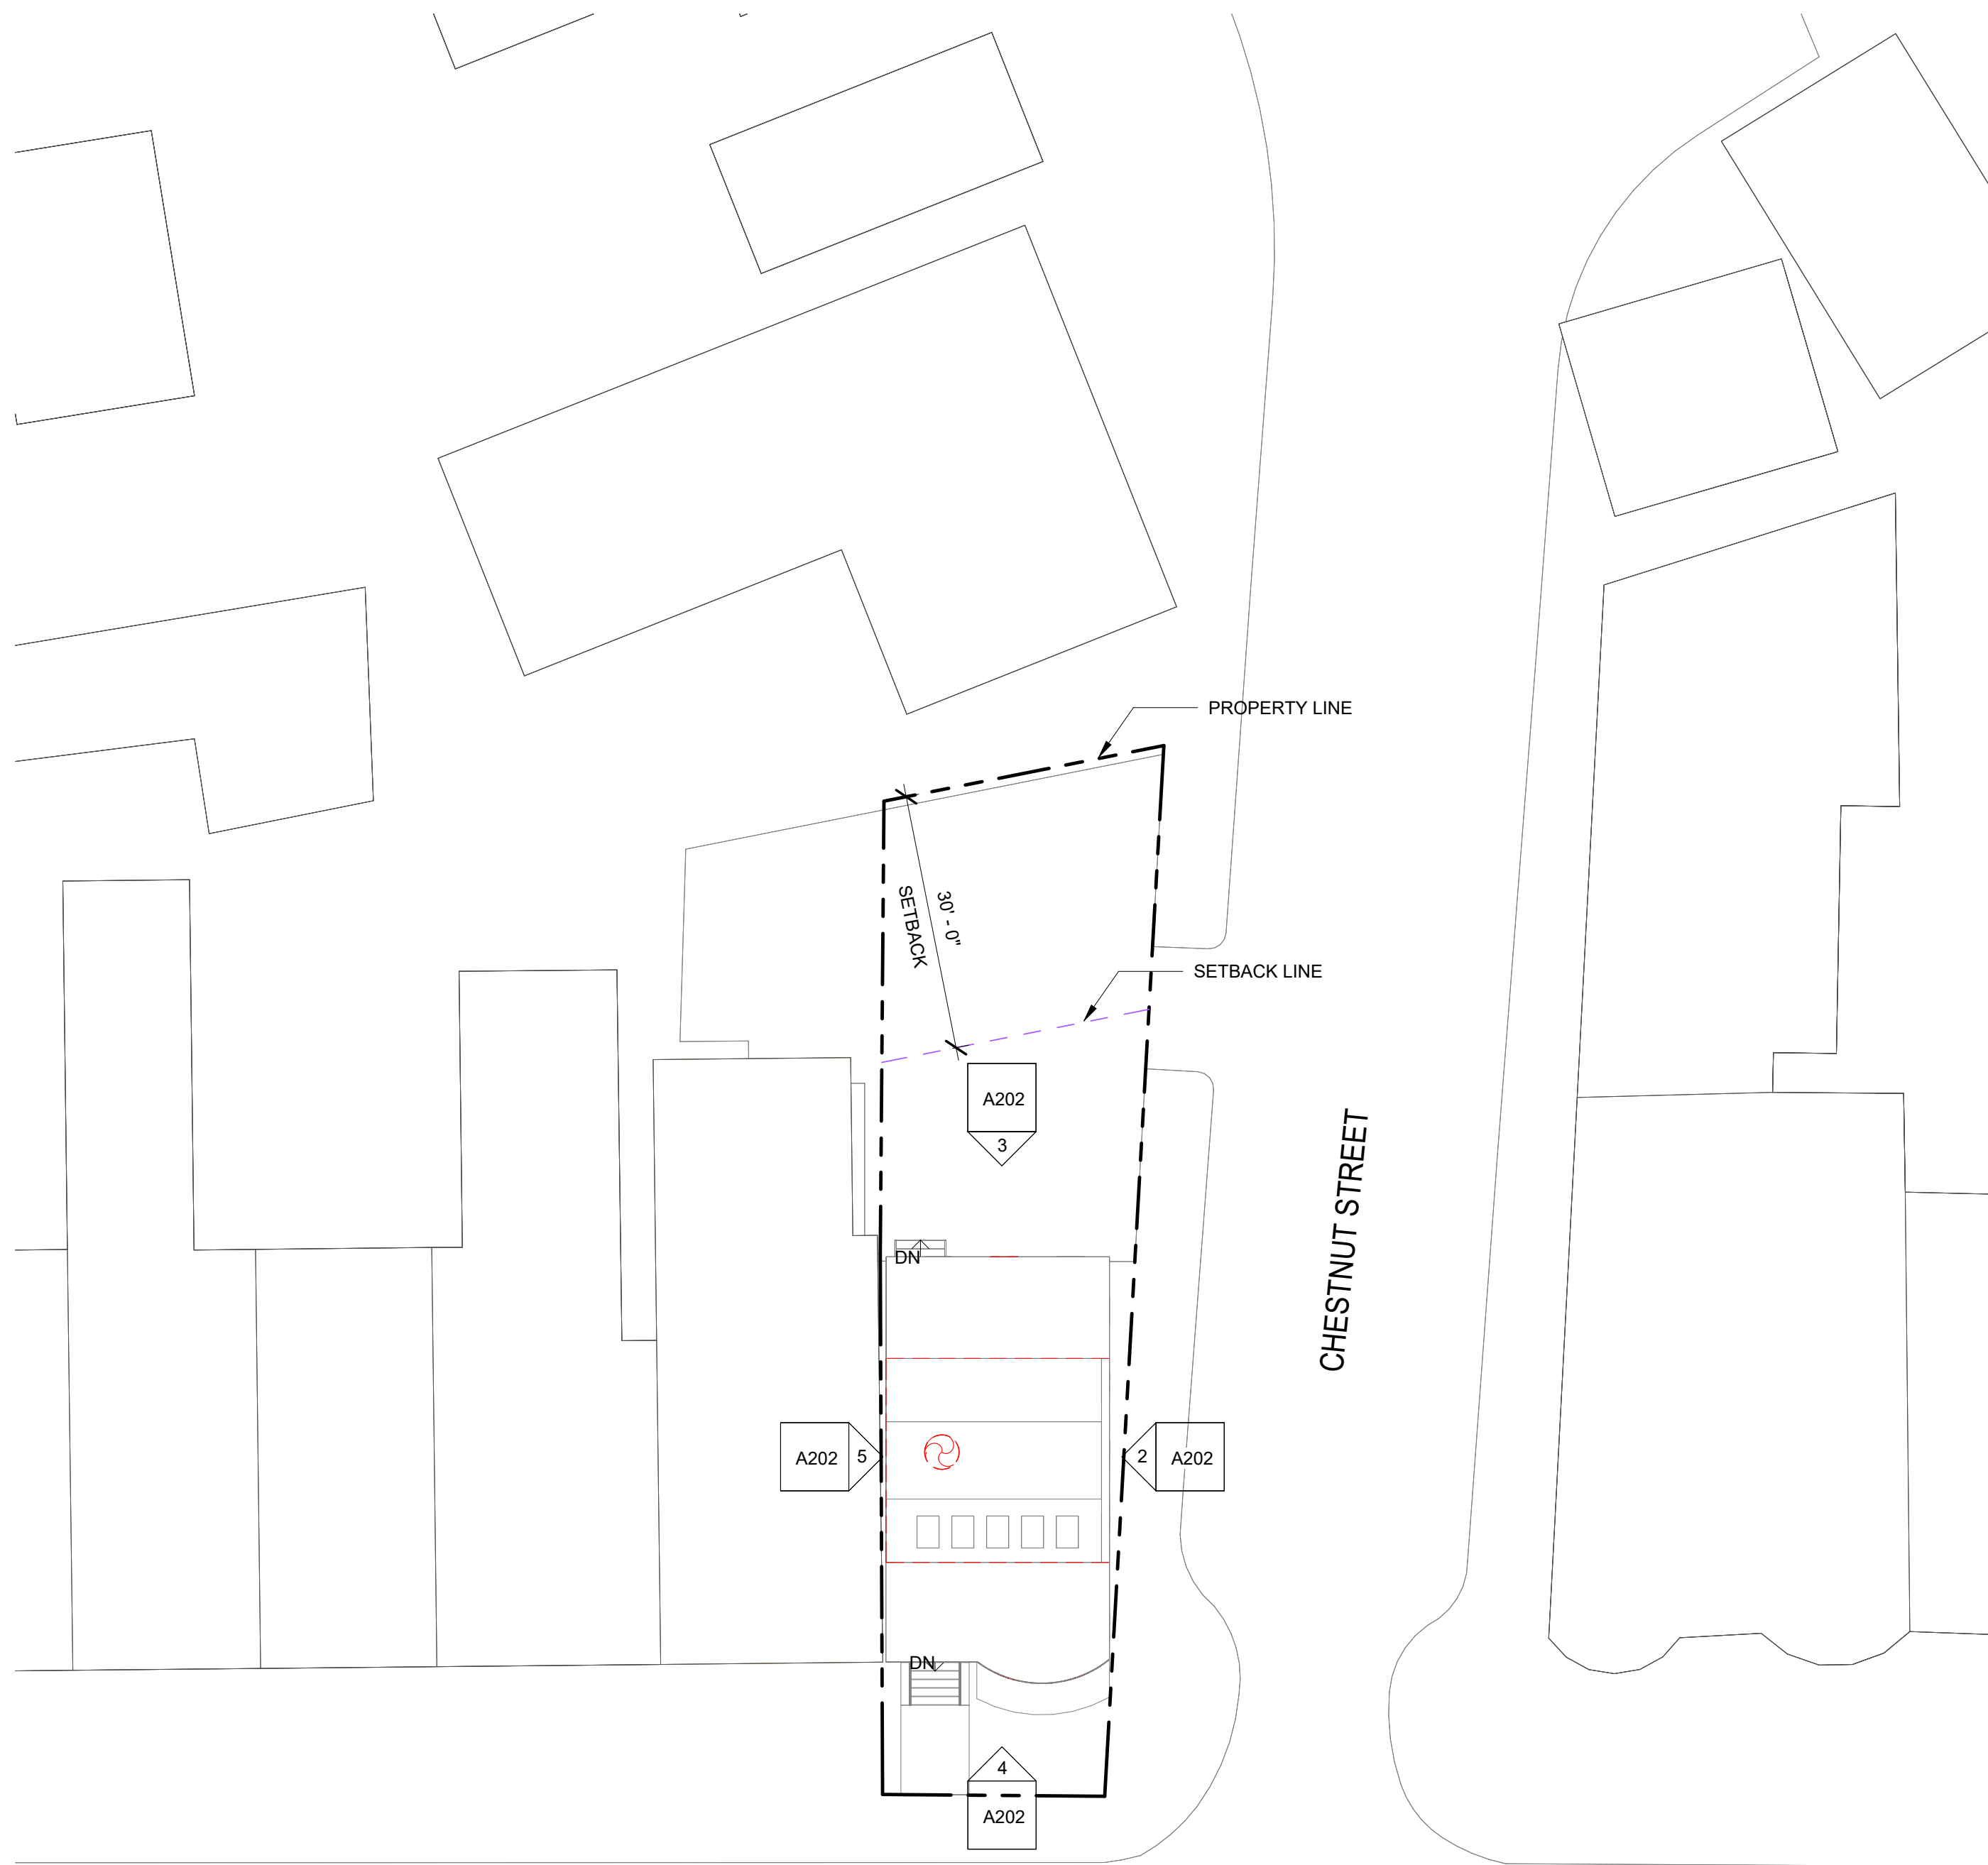 PROPERTY LINE
SETBACK
30' - 0"
SETBACK LINE
A202
3
CHESTNUT STREET
DN
A202
5
2
A202
DN
4
A202